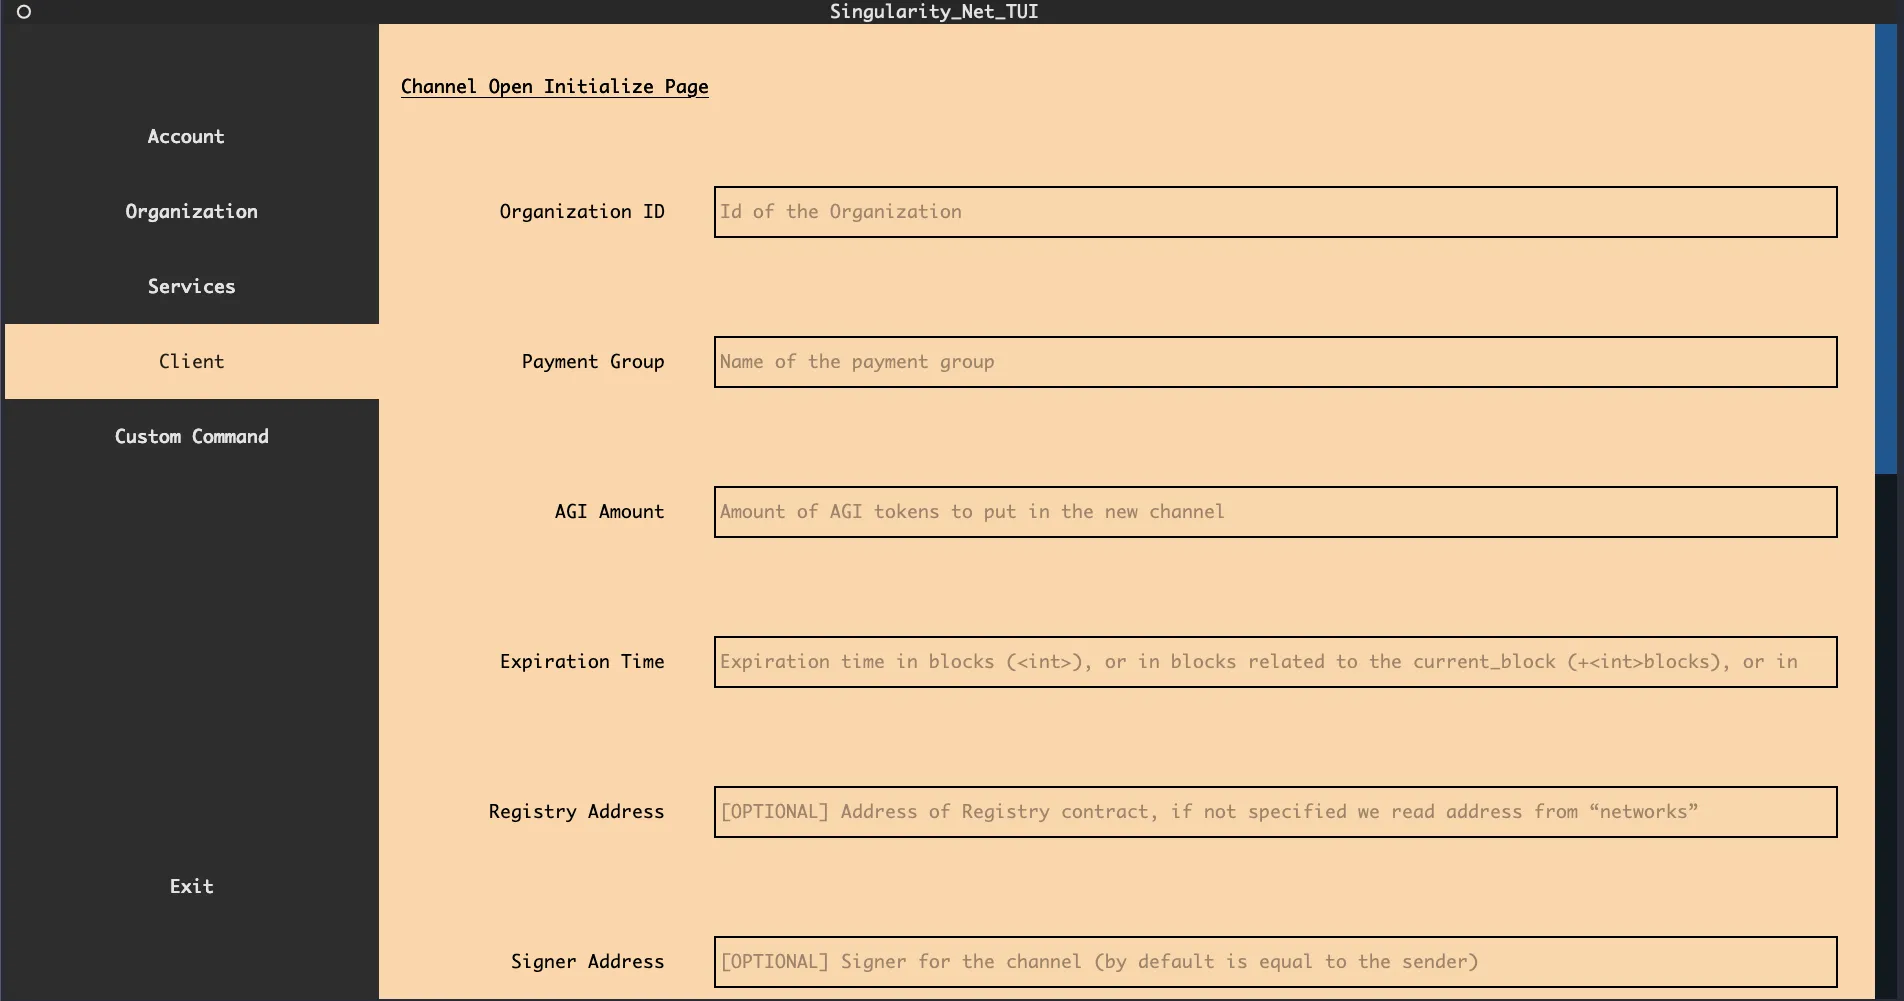 Singularity_Net_TUI
Account
Organization
Services
Client
Custom Command
Exit
Channel Open Initialize Page
Organization ID
Id of the Organization
Payment Group
Name of the payment group
AGI Amount
Amount of AGI tokens to put in the new channel
Expiration Time
Expiration time in blocks (<int>), or in blocks related to the current_block (+<int>blocks), or in
Registry Address
[OPTIONAL] Address of Registry contract, if not specified we read address from “networks”
Signer Address
[OPTIONAL] Signer for the channel (by default is equal to the sender)